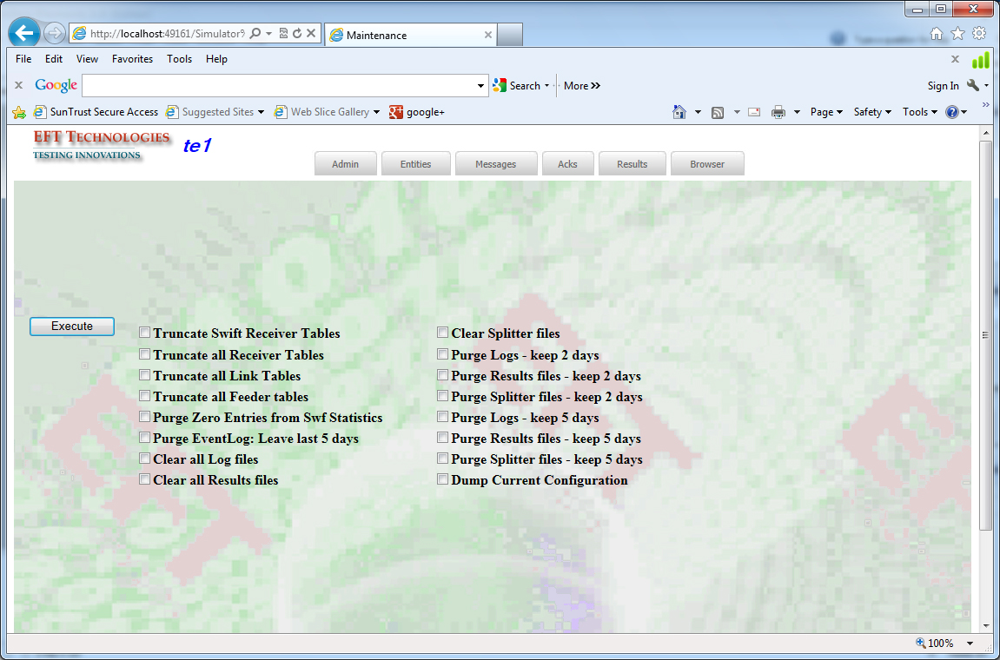 http://localhost:49161/Simulator9
Maintenance
File Edit View Favorites Tools Help
Google Search More »
Sign In
SunTrust Secure Access Suggested Sites Web Slice Gallery google+
Page Safety Tools
EFT TECHNOLOGIES
TESTING INNOVATIONS
te1
Admin Entities Messages Acks Results Browser
Execute
Truncate Swift Receiver Tables
Truncate all Receiver Tables
Truncate all Link Tables
Truncate all Feeder tables
Purge Zero Entries from Swf Statistics
Purge EventLog: Leave last 5 days
Clear all Log files
Clear all Results files
Clear Splitter files
Purge Logs - keep 2 days
Purge Results files - keep 2 days
Purge Splitter files - keep 2 days
Purge Logs - keep 5 days
Purge Results files - keep 5 days
Purge Splitter files - keep 5 days
Dump Current Configuration
100%